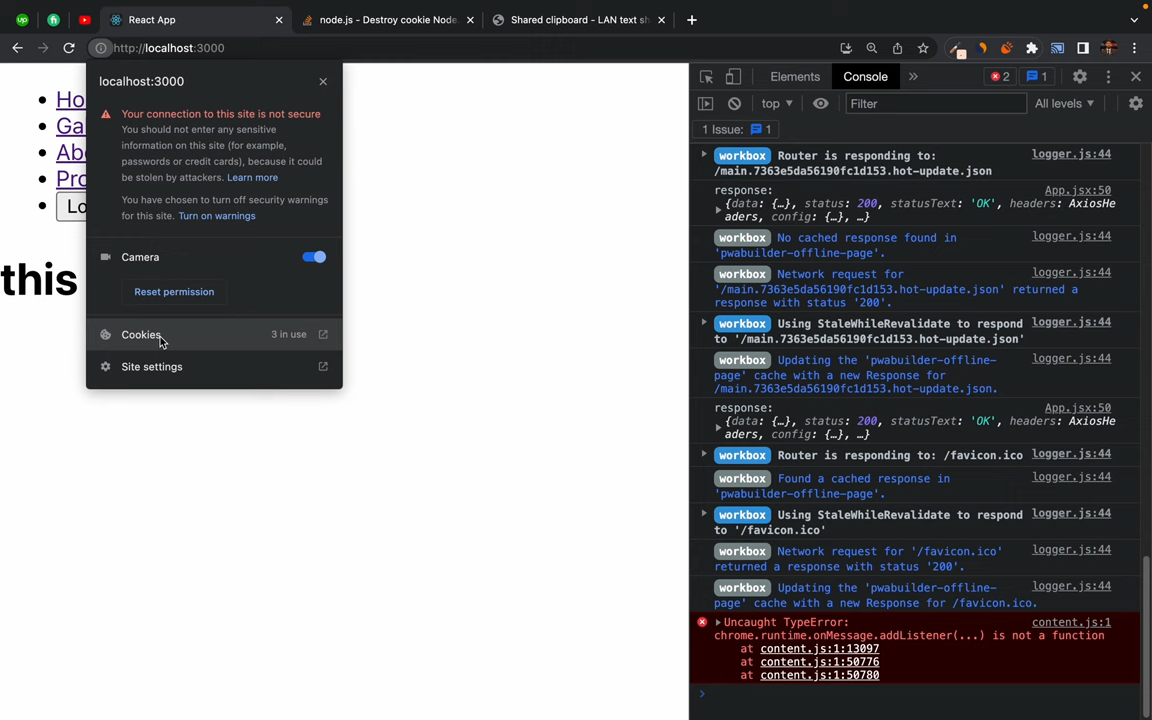 up
fi
React App
node.js - Destroy cookie Node.
Shared clipboard - LAN text sh
http://localhost:3000
localhost:3000
Your connection to this site is not secure
You should not enter any sensitive
information on this site (for example,
passwords or credit cards), because it could
be stolen by attackers. Learn more
You have chosen to turn off security warnings
for this site. Turn on warnings
Camera
Reset permission
Cookies
3 in use
Site settings
Ho
Ga
Ab
Pro
Lo
this
Elements
Console
2
1
top
Filter
All levels
1 Issue: 1
workbox Router is responding to:
logger.js:44
/main.7363e5da56190fc1d153.hot-update.json
response:
App.jsx:50
{data: {…}, status: 200, statusText: 'OK', headers: AxiosHe
aders, config: {…}, …}
workbox No cached response found in
logger.js:44
'pwabuilder-offline-page'.
workbox Network request for
logger.js:44
'/main.7363e5da56190fc1d153.hot-update.json' returned a
response with status '200'.
workbox Using StaleWhileRevalidate to respond
logger.js:44
to '/main.7363e5da56190fc1d153.hot-update.json'
workbox Updating the 'pwabuilder-offline-
logger.js:44
page' cache with a new Response for
/main.7363e5da56190fc1d153.hot-update.json.
response:
App.jsx:50
{data: {…}, status: 200, statusText: 'OK', headers: AxiosHe
aders, config: {…}, …}
workbox Router is responding to: /favicon.ico
logger.js:44
workbox Found a cached response in
logger.js:44
'pwabuilder-offline-page'.
workbox Using StaleWhileRevalidate to respond
logger.js:44
to '/favicon.ico'
workbox Network request for '/favicon.ico'
logger.js:44
returned a response with status '200'.
workbox Updating the 'pwabuilder-offline-
logger.js:44
page' cache with a new Response for /favicon.ico.
Uncaught TypeError:
content.js:1
chrome.runtime.onMessage.addListener(...) is not a function
at content.js:1:13097
at content.js:1:50776
at content.js:1:50780